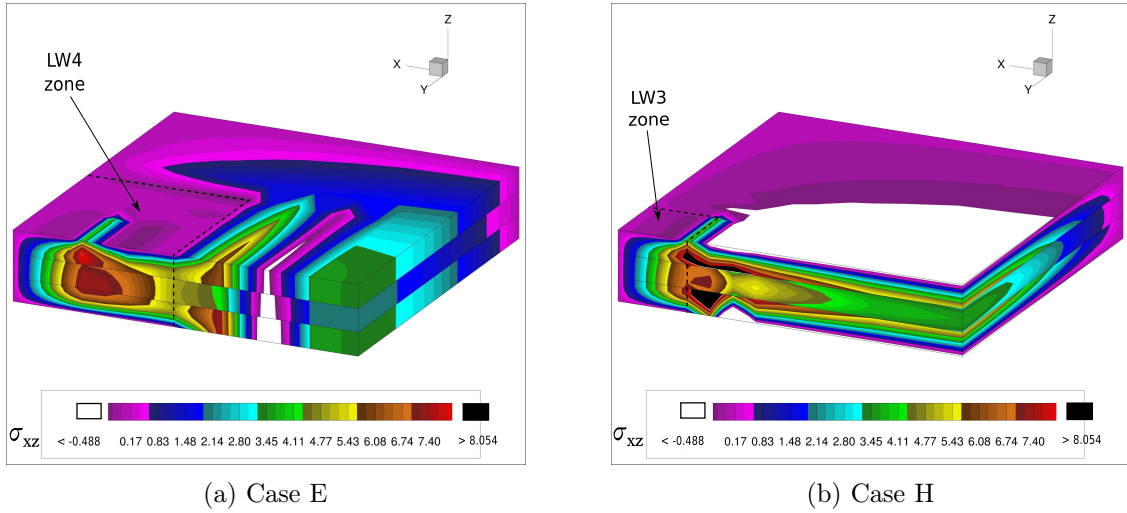 Z
X
Y
LW4
zone
σxz
< -0.488 0.17 0.83 1.48 2.14 2.80 3.45 4.11 4.77 5.43 6.08 6.74 7.40 > 8.054
(a) Case E
Z
X
Y
LW3
zone
σxz
< -0.488 0.17 0.83 1.48 2.14 2.80 3.45 4.11 4.77 5.43 6.08 6.74 7.40 > 8.054
(b) Case H